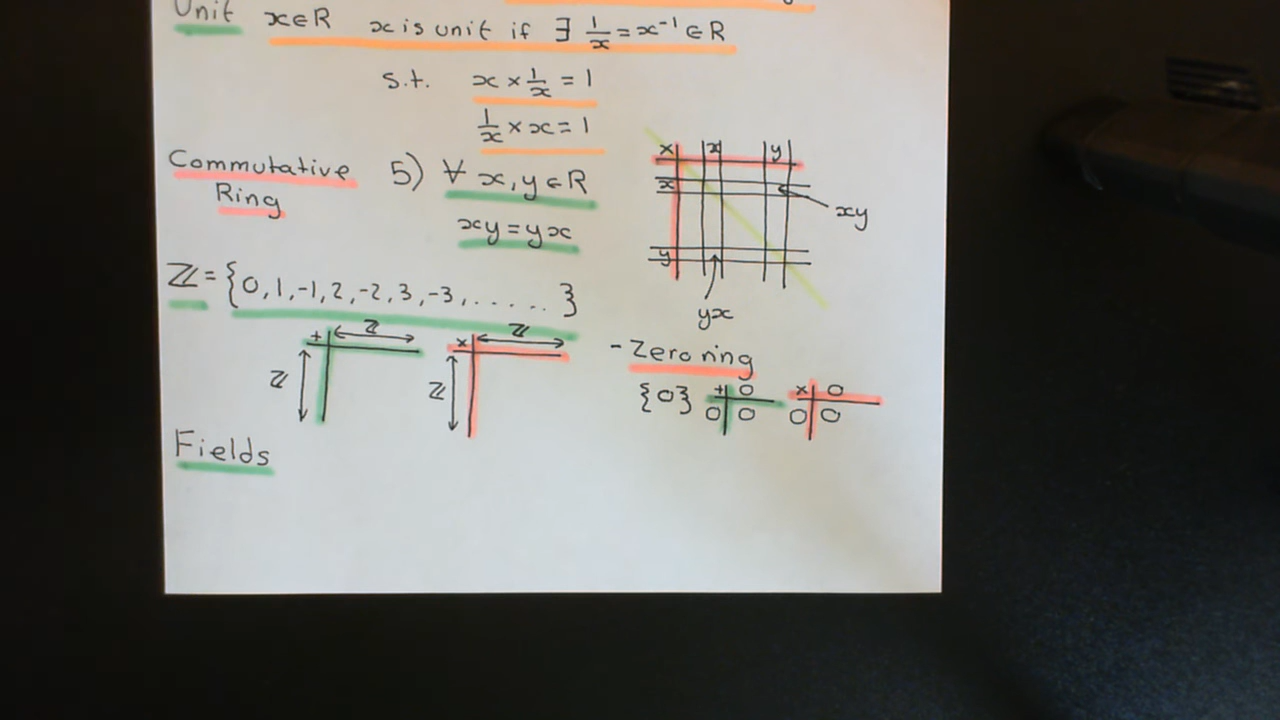 Unit x∈R x is unit if ∃ 1/x = x⁻¹ ∈ R
s.t. x × 1/x = 1
1/x × x = 1
Commutative Ring 5) ∀ x, y ∈ R
xy = yx
× x y
x
y
xy
yx
ℤ = {0, 1, -1, 2, -2, 3, -3, ..... }
+ ℤ
ℤ
× ℤ
ℤ
- Zero ring
{0} + 0
0 0
× 0
0 0
Fields